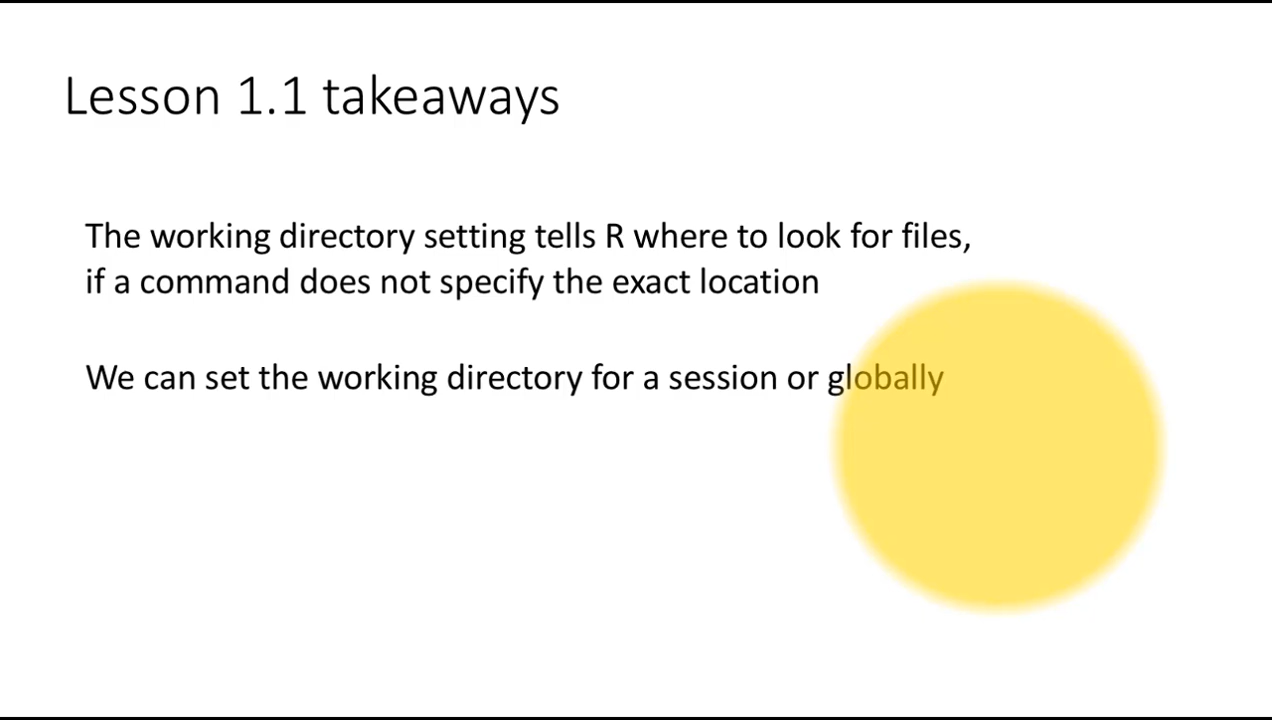 Lesson 1.1 takeaways
The working directory setting tells R where to look for files,
if a command does not specify the exact location
We can set the working directory for a session or globally